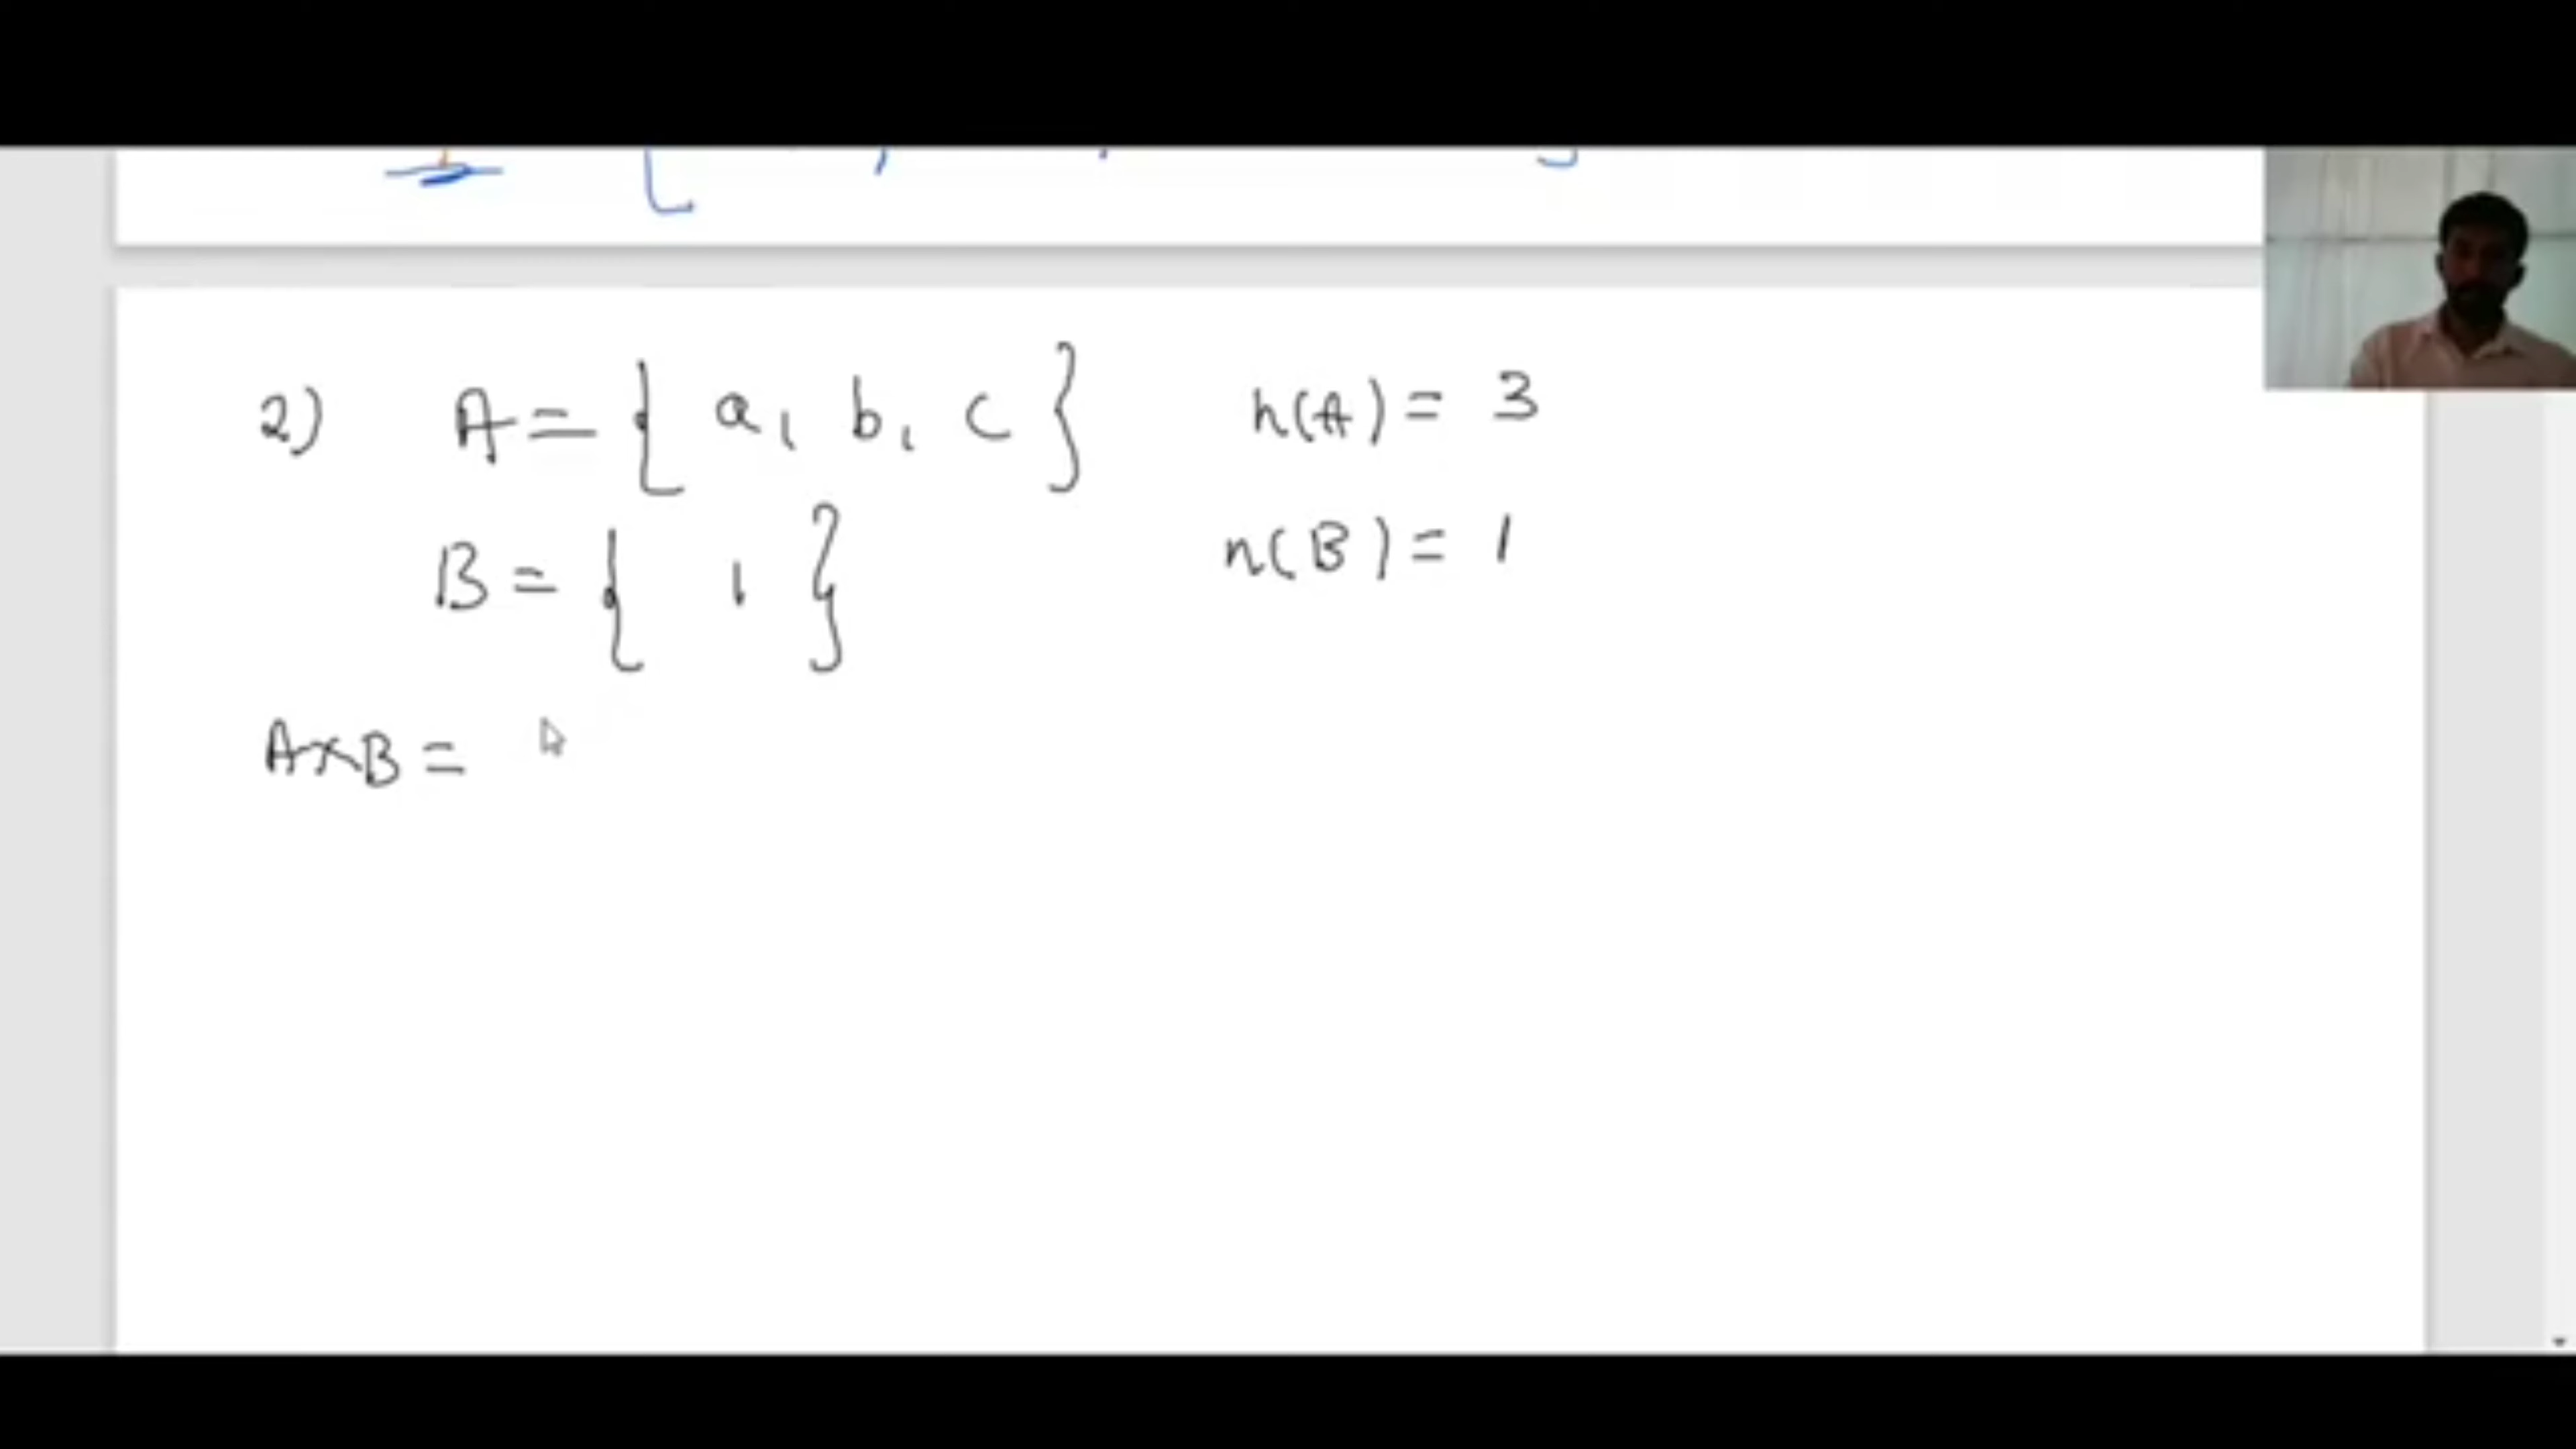 2) A = { a, b, c } n(A) = 3
B = { 1 } n(B) = 1
A×B =